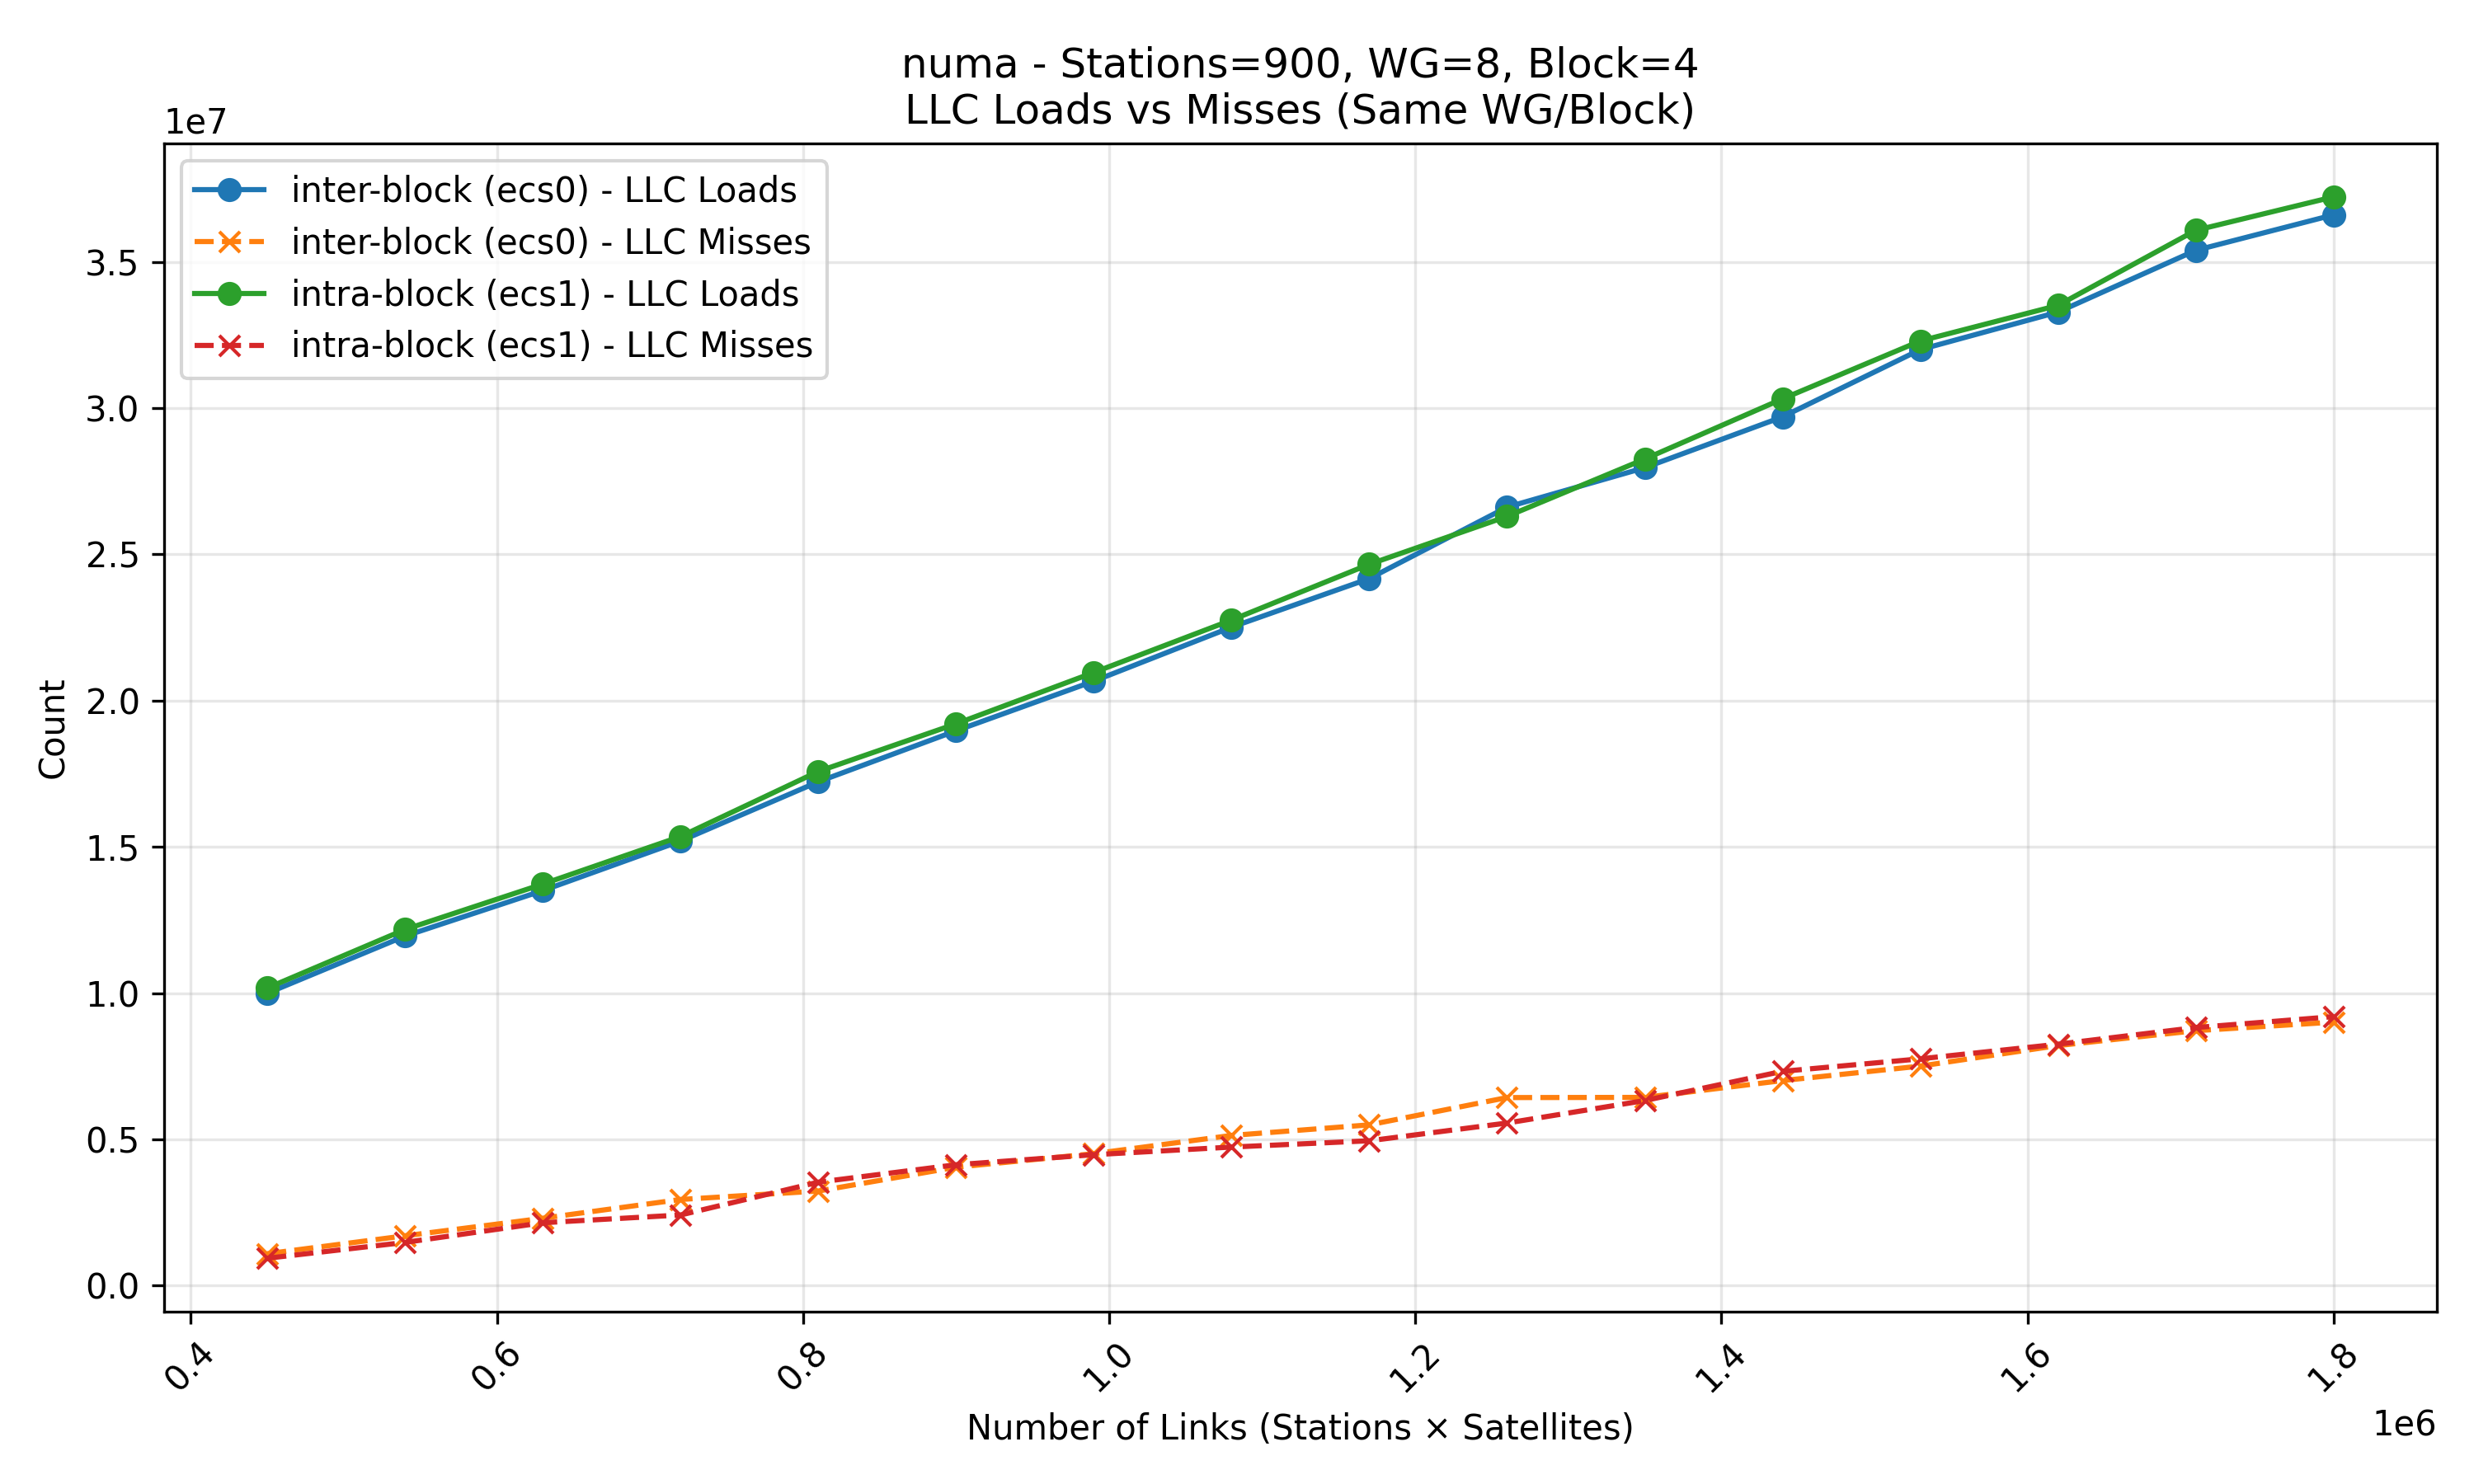 numa - Stations=900, WG=8, Block=4
LLC Loads vs Misses (Same WG/Block)
1e7
inter-block (ecs0) - LLC Loads
inter-block (ecs0) - LLC Misses
intra-block (ecs1) - LLC Loads
intra-block (ecs1) - LLC Misses
3.5
3.0
2.5
2.0
1.5
1.0
0.5
0.0
Count
0.4 0.6 0.8 1.0 1.2 1.4 1.6 1.8
1e6
Number of Links (Stations × Satellites)